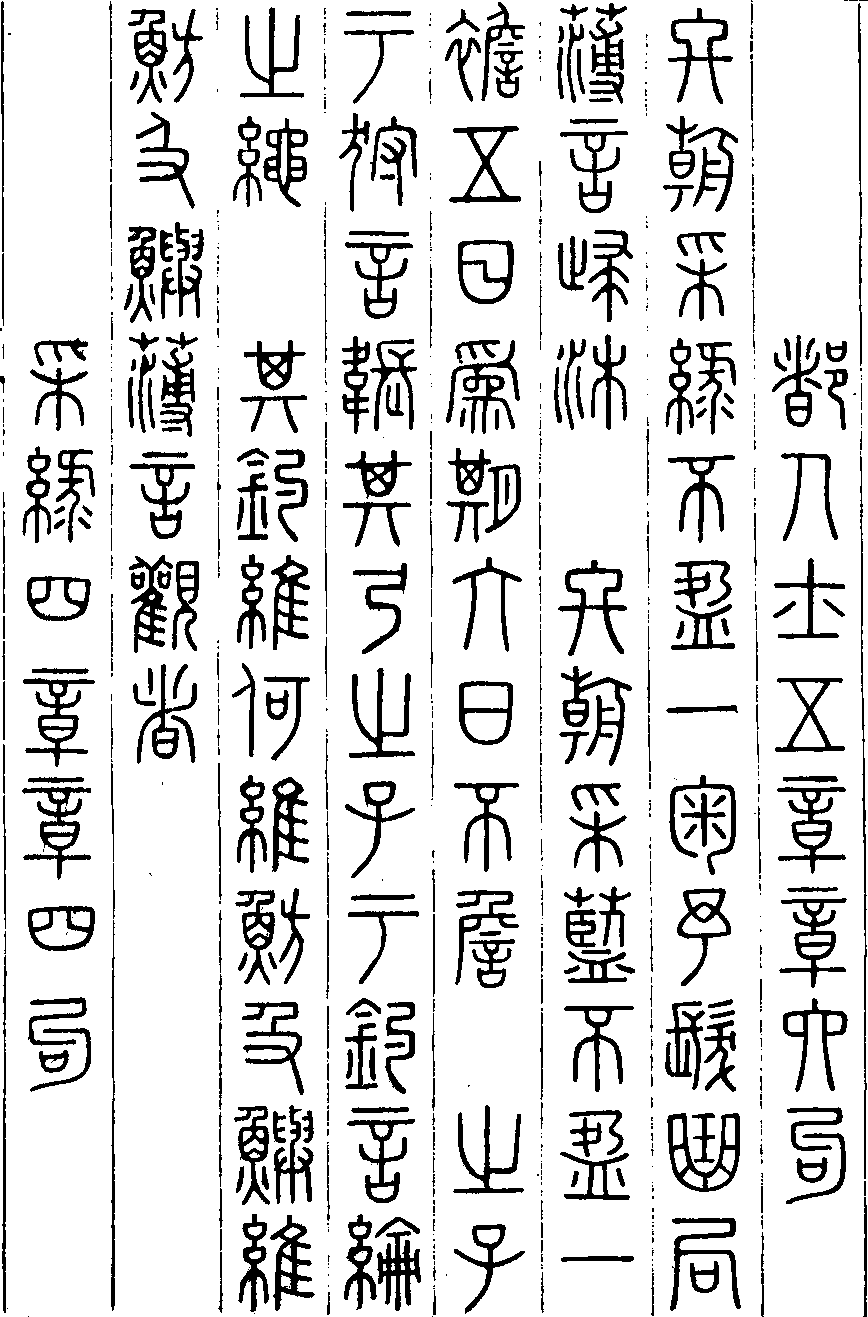 都人士五章章六句
終朝采綠不盈一匊予髮曲局
薄言歸沐　終朝采藍不盈一
襜五日爲期六日不詹　之子
于狩言韔其弓之子于釣言綸
之繩　其釣維何維魴及鱮維
魴及鱮薄言觀者
采綠四章章四句